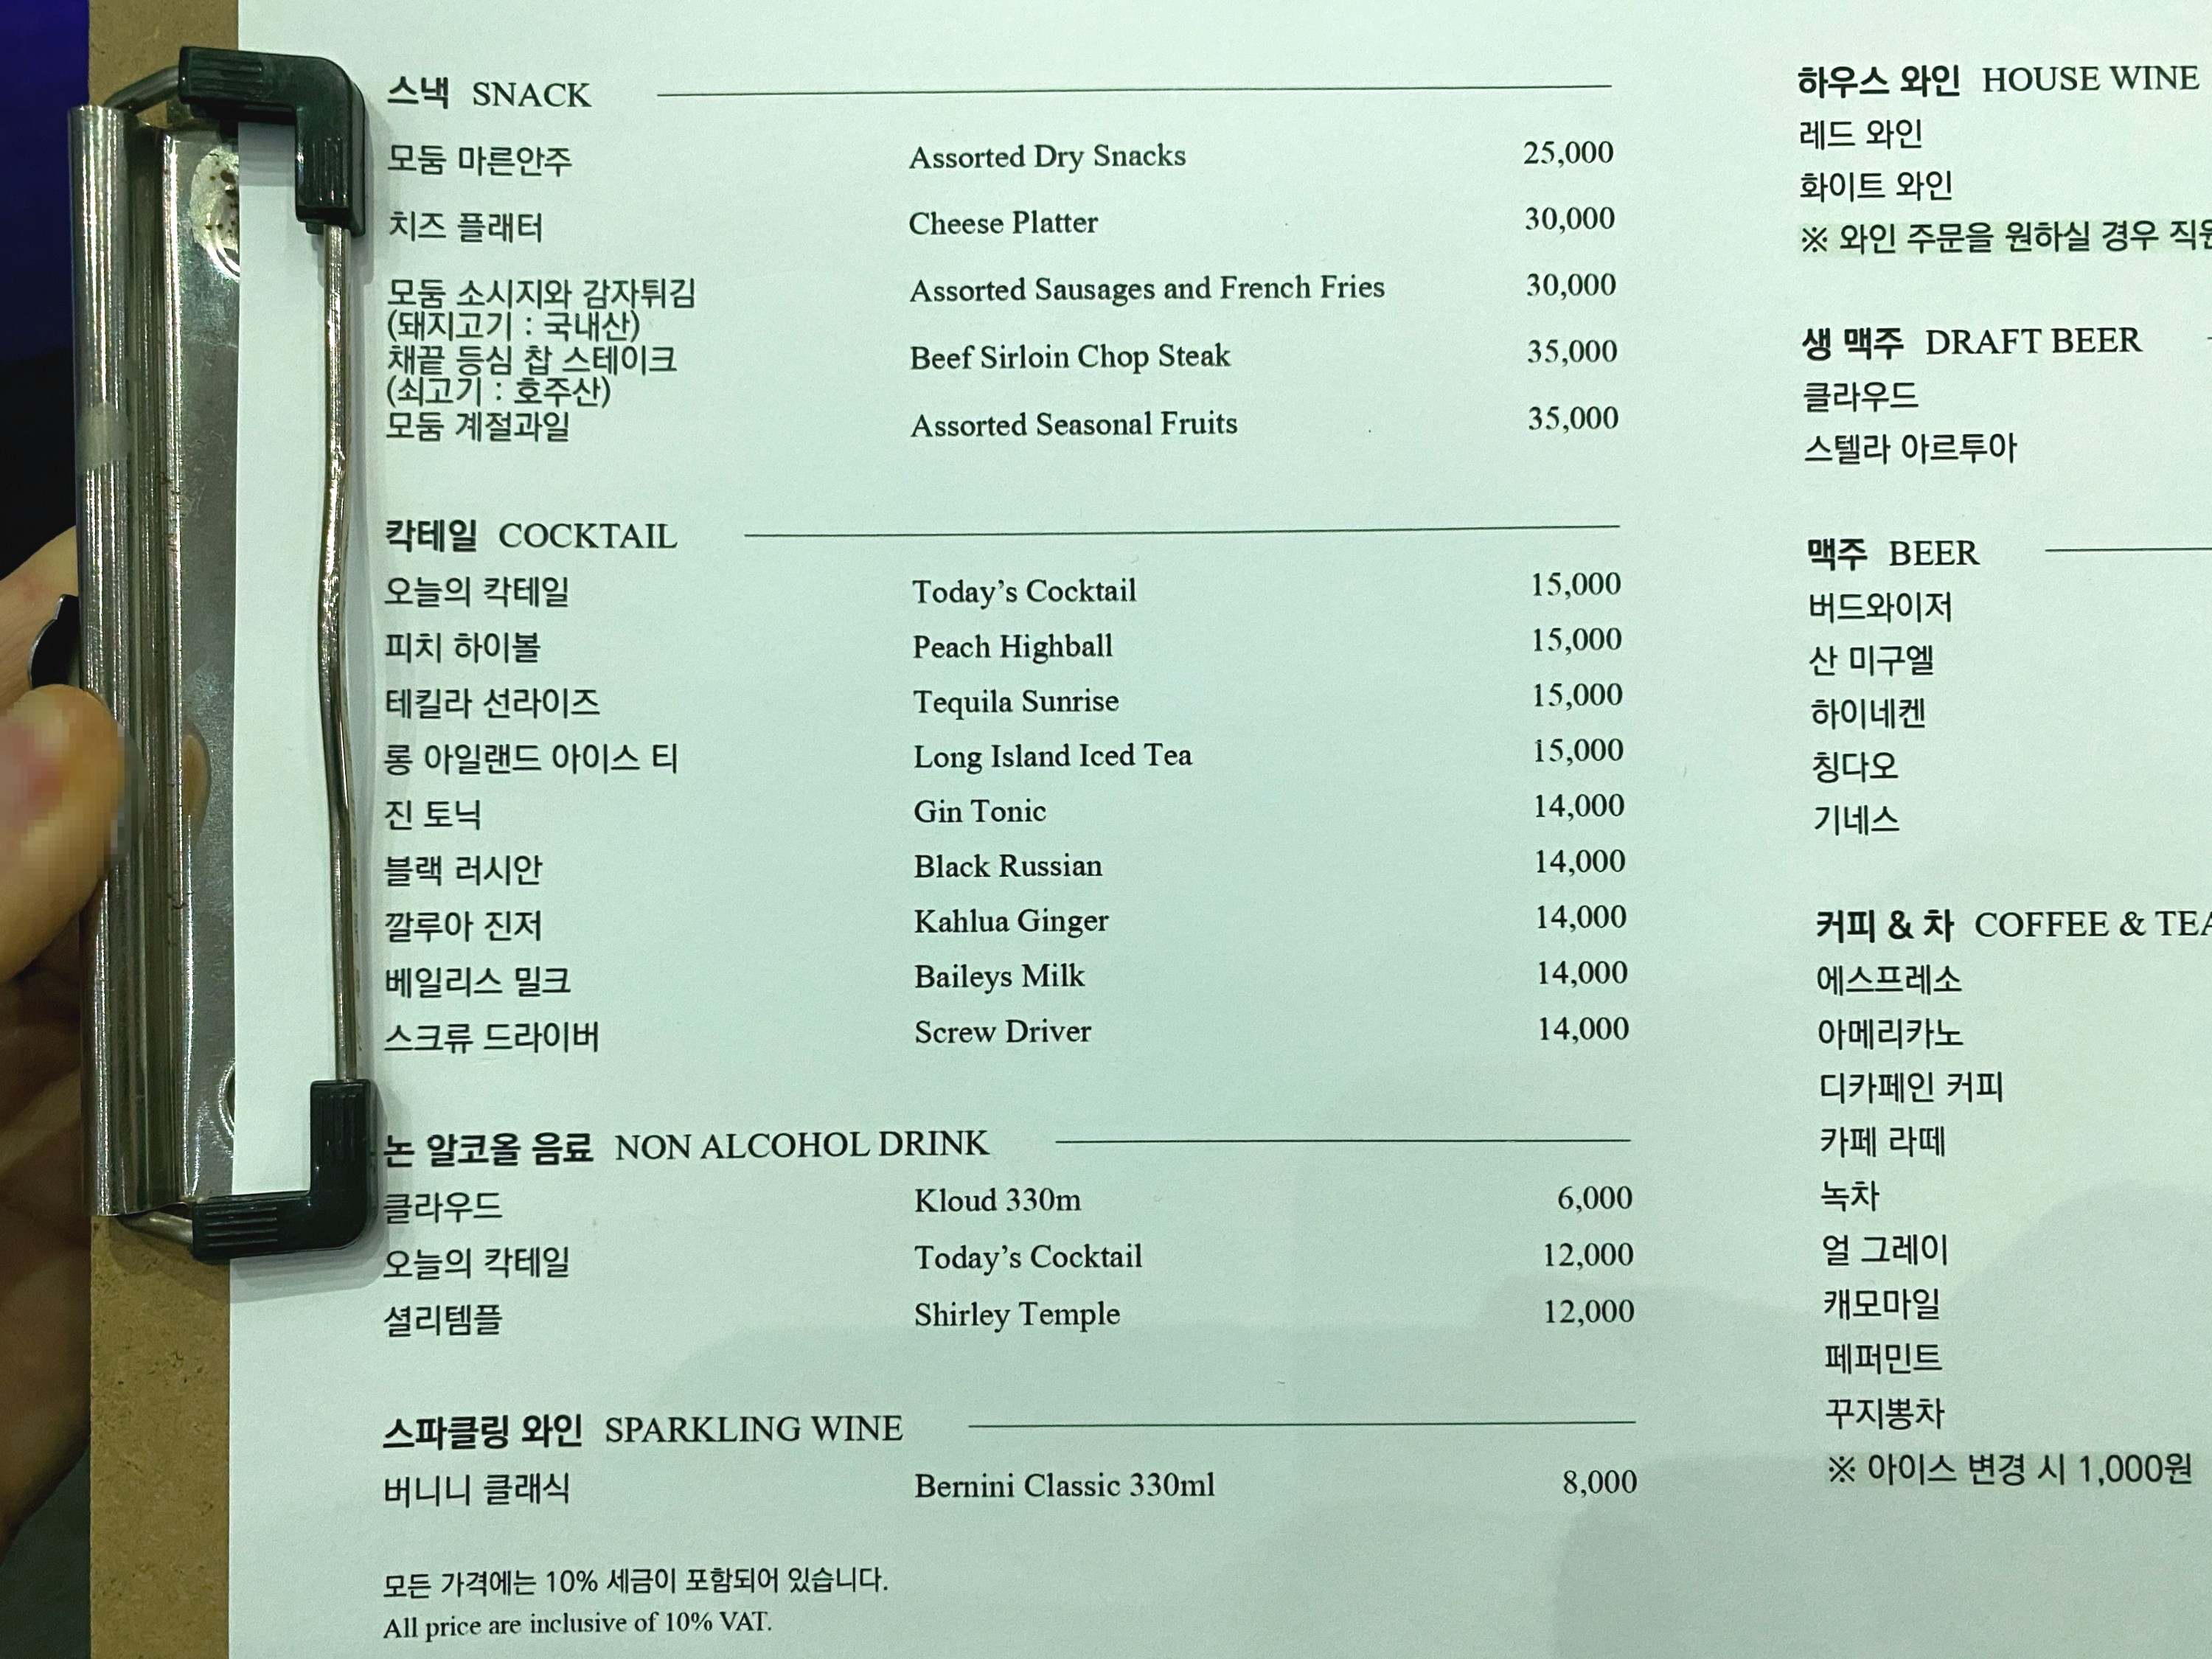 스낵 SNACK
모둠 마른안주 Assorted Dry Snacks 25,000
치즈 플래터 Cheese Platter 30,000
모둠 소시지와 감자튀김 Assorted Sausages and French Fries 30,000
(돼지고기 : 국내산)
채끝 등심 찹 스테이크 Beef Sirloin Chop Steak 35,000
(쇠고기 : 호주산)
모둠 계절과일 Assorted Seasonal Fruits 35,000
칵테일 COCKTAIL
오늘의 칵테일 Today's Cocktail 15,000
피치 하이볼 Peach Highball 15,000
테킬라 선라이즈 Tequila Sunrise 15,000
롱 아일랜드 아이스 티 Long Island Iced Tea 15,000
진 토닉 Gin Tonic 14,000
블랙 러시안 Black Russian 14,000
깔루아 진저 Kahlua Ginger 14,000
베일리스 밀크 Baileys Milk 14,000
스크류 드라이버 Screw Driver 14,000
논 알코올 음료 NON ALCOHOL DRINK
클라우드 Kloud 330m 6,000
오늘의 칵테일 Today's Cocktail 12,000
셜리템플 Shirley Temple 12,000
스파클링 와인 SPARKLING WINE
버니니 클래식 Bernini Classic 330ml 8,000
모든 가격에는 10% 세금이 포함되어 있습니다.
All price are inclusive of 10% VAT.
하우스 와인 HOUSE WINE
레드 와인
화이트 와인
※ 와인 주문을 원하실 경우
생 맥주 DRAFT BEER
클라우드
스텔라 아르투아
맥주 BEER
버드와이저
산 미구엘
하이네켄
칭다오
기네스
커피 & 차 COFFEE & TEA
에스프레소
아메리카노
디카페인 커피
카페 라떼
녹차
얼 그레이
캐모마일
페퍼민트
꾸지뽕차
※ 아이스 변경 시 1,000원